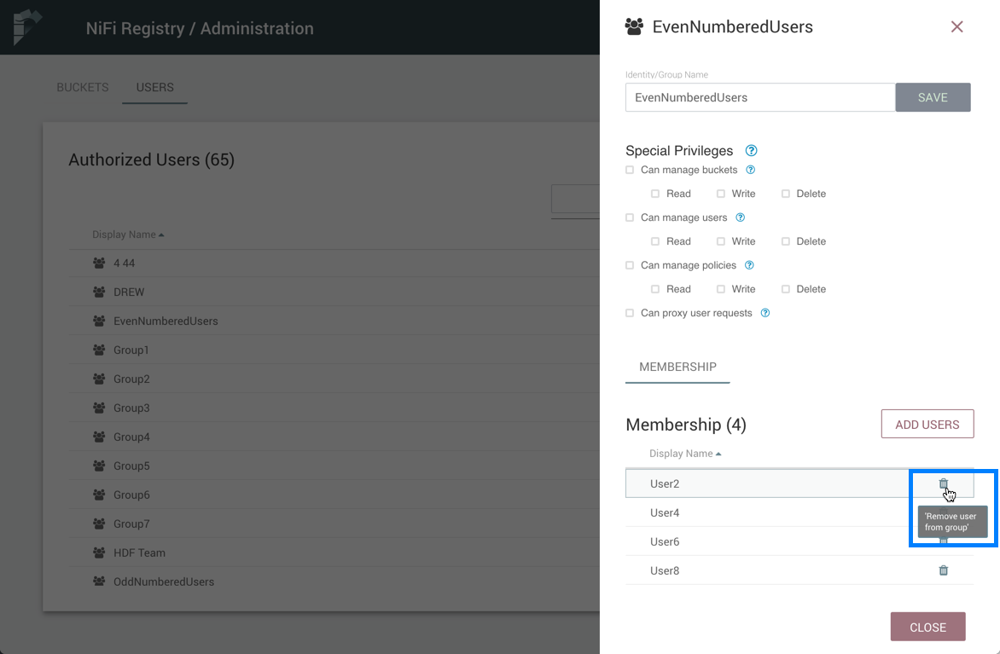 NiFi Registry / Administration
BUCKETS USERS
Authorized Users (65)
Display Name
4 44
DREW
EvenNumberedUsers
Group1
Group2
Group3
Group4
Group5
Group6
Group7
HDF Team
OddNumberedUsers
EvenNumberedUsers
Identity/Group Name
EvenNumberedUsers SAVE
Special Privileges ?
Can manage buckets ?
Read Write Delete
Can manage users ?
Read Write Delete
Can manage policies ?
Read Write Delete
Can proxy user requests ?
MEMBERSHIP
Membership (4) ADD USERS
Display Name
User2
'Remove user
from group'
User4
User6
User8
CLOSE